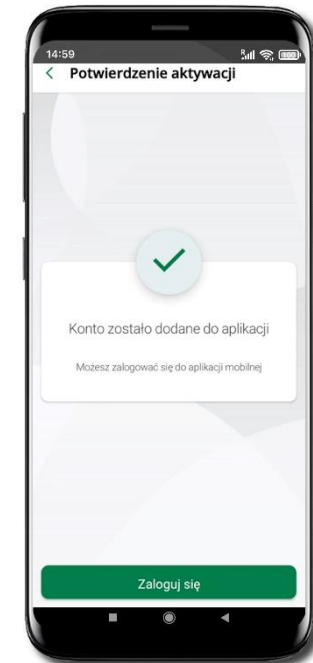 14:59
Potwierdzenie aktywacji
Konto zostało dodane do aplikacji
Możesz zalogować się do aplikacji mobilnej
Zaloguj się